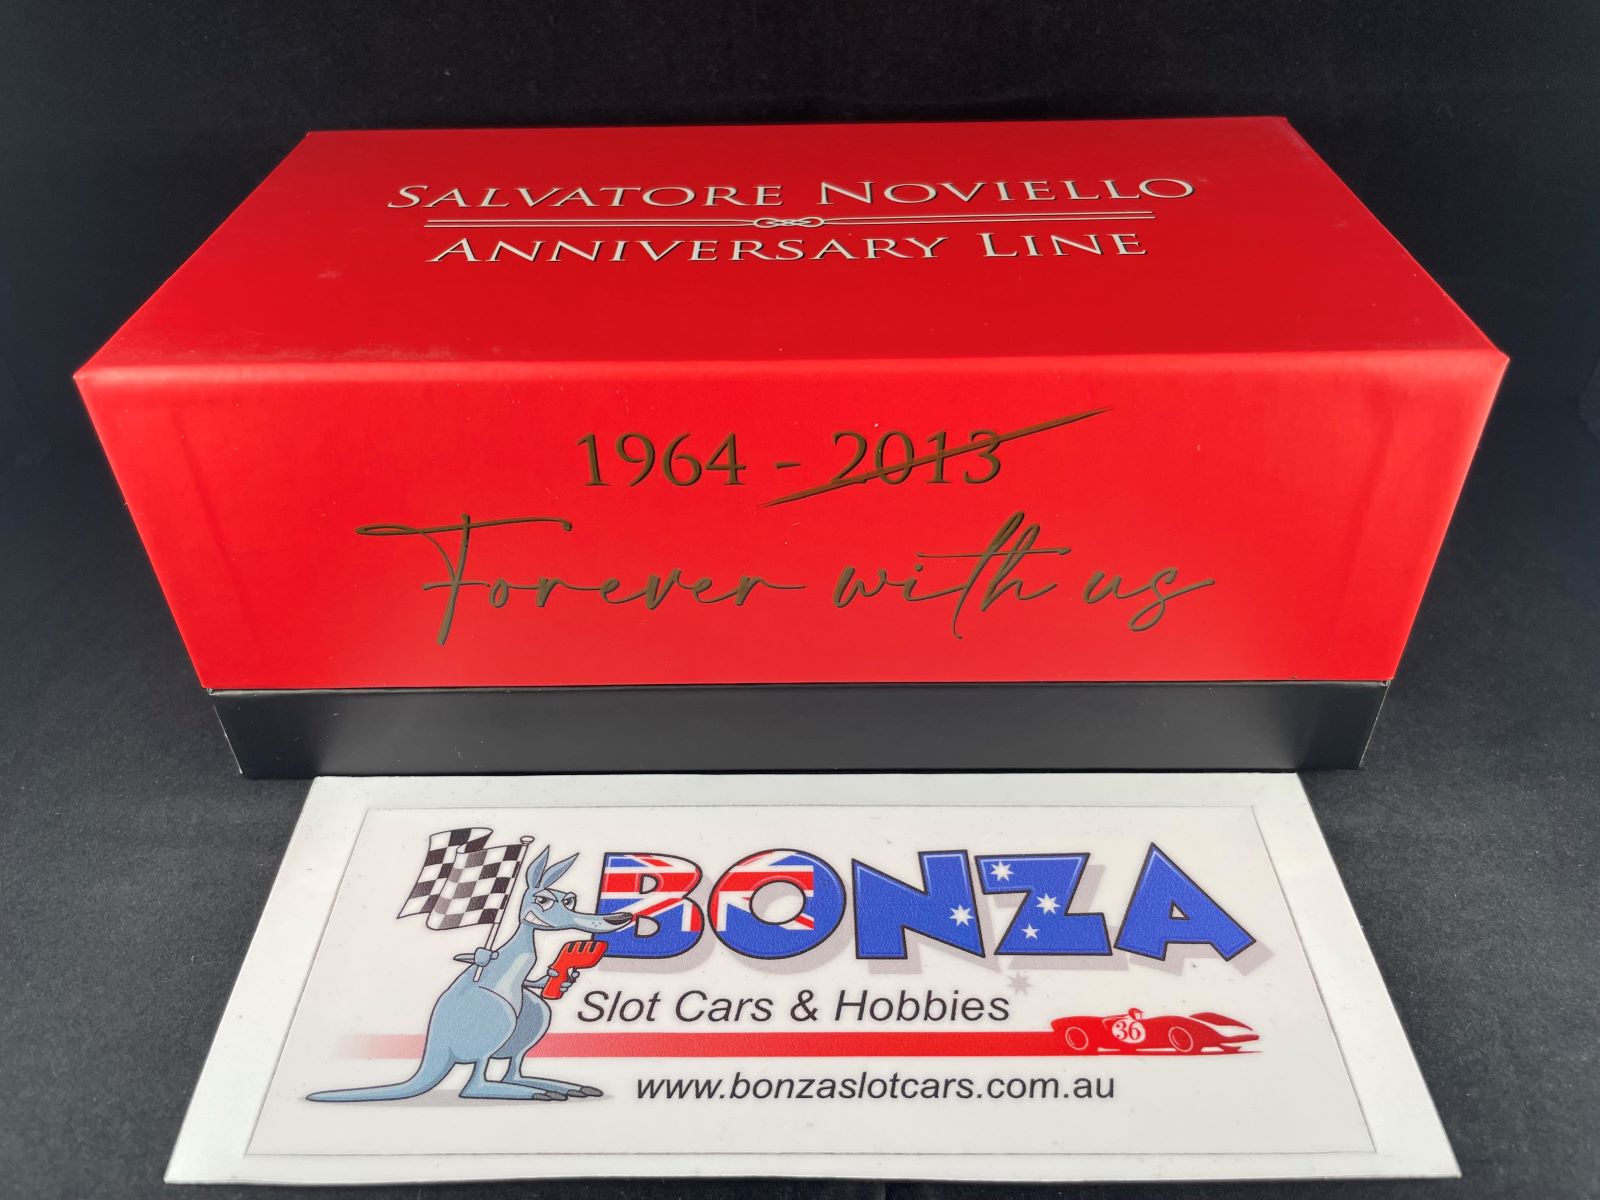 SALVATORE NOVIELLO
ANNIVERSARY LINE
1964 - 2013
Forever with us
BONZA
Slot Cars & Hobbies
36
www.bonzaslotcars.com.au